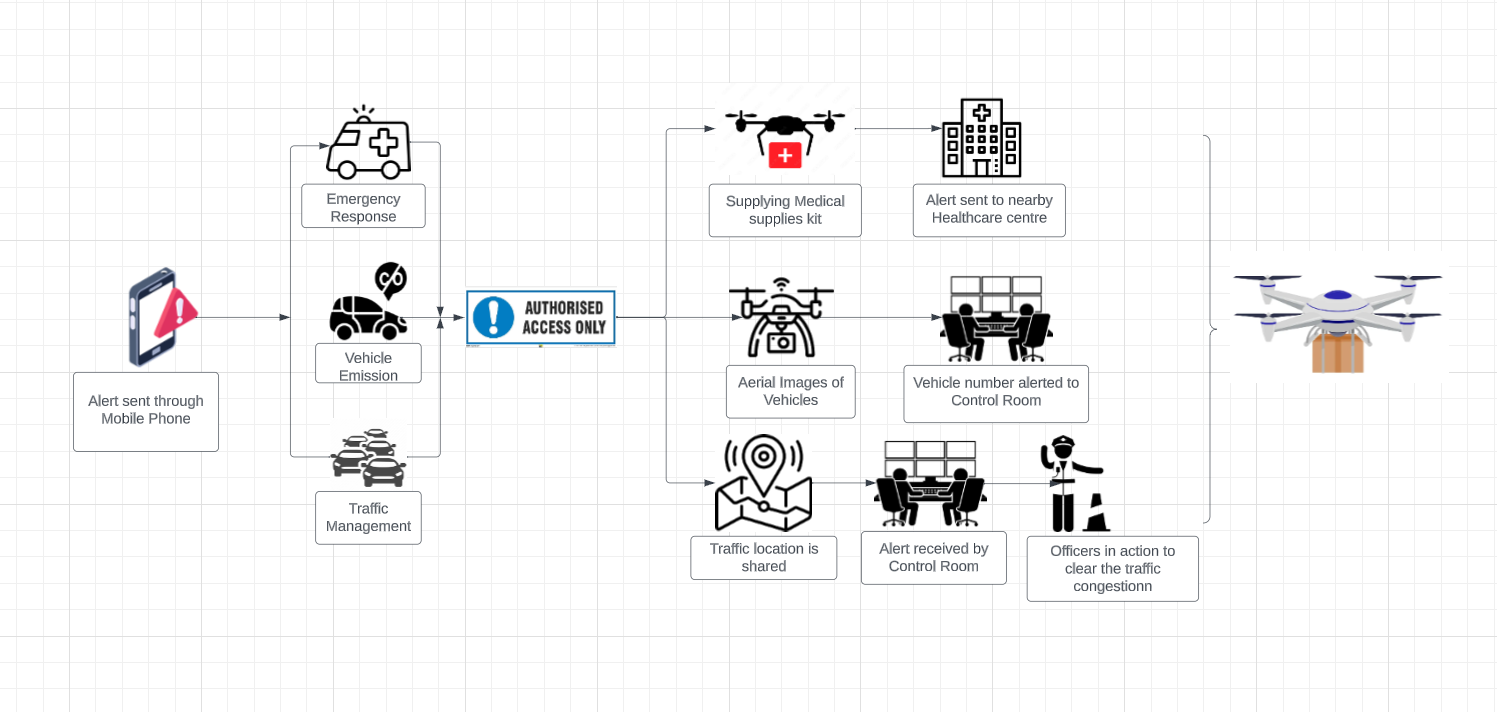 Emergency
Response
C/O
Vehicle
Emission
Alert sent through
Mobile Phone
Traffic
Management
AUTHORISED
ACCESS ONLY
Supplying Medical
supplies kit
Alert sent to nearby
Healthcare centre
Aerial Images of
Vehicles
Vehicle number alerted to
Control Room
Traffic location is
shared
Alert received by
Control Room
Officers in action to
clear the traffic
congestionn